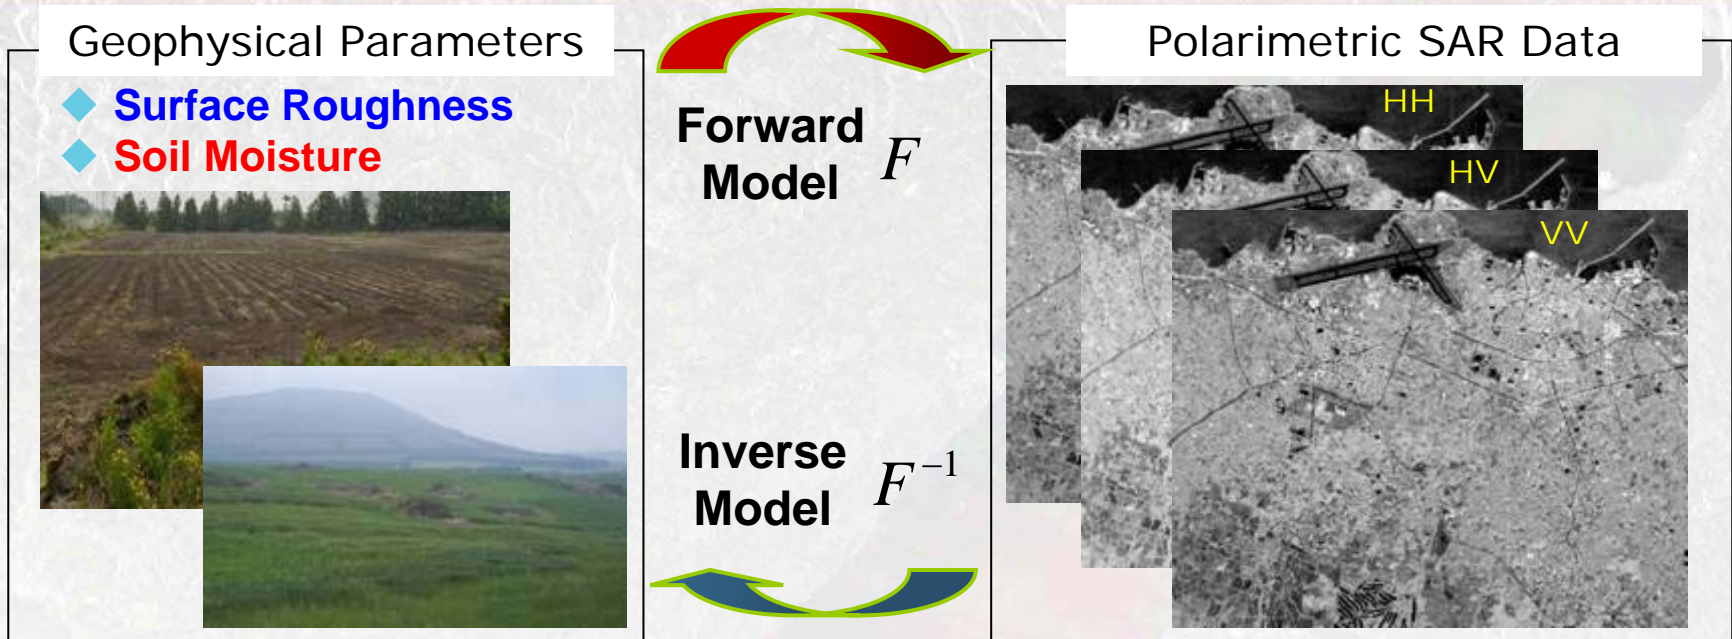 Geophysical Parameters
Surface Roughness
Soil Moisture
Forward
Model F
Inverse
Model F⁻¹
Polarimetric SAR Data
HH
HV
VV